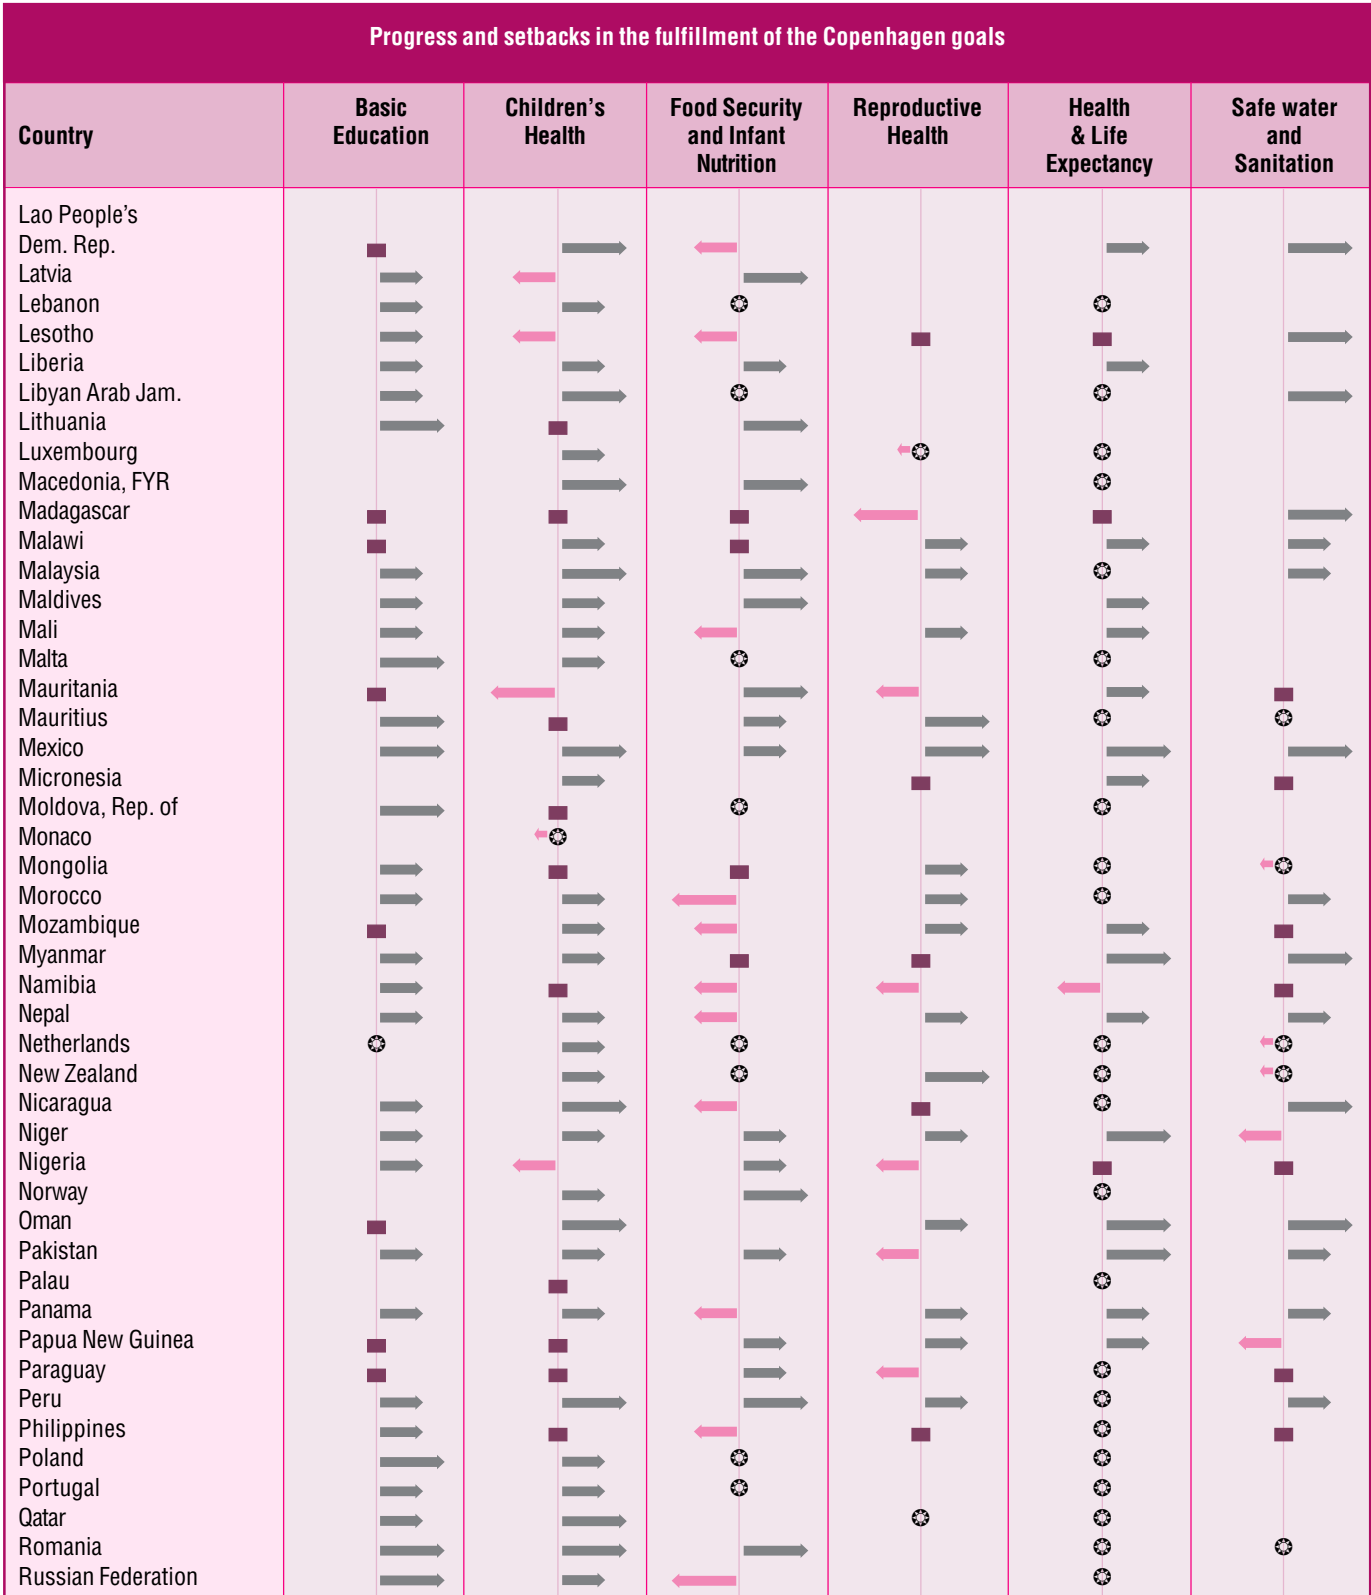 Progress and setbacks in the fulfillment of the Copenhagen goals
Country
Basic
Education
Children's
Health
Food Security
and Infant
Nutrition
Reproductive
Health
Health
& Life
Expectancy
Safe water
and
Sanitation
Lao People's
Dem. Rep.
Latvia
Lebanon
Lesotho
Liberia
Libyan Arab Jam.
Lithuania
Luxembourg
Macedonia, FYR
Madagascar
Malawi
Malaysia
Maldives
Mali
Malta
Mauritania
Mauritius
Mexico
Micronesia
Moldova, Rep. of
Monaco
Mongolia
Morocco
Mozambique
Myanmar
Namibia
Nepal
Netherlands
New Zealand
Nicaragua
Niger
Nigeria
Norway
Oman
Pakistan
Palau
Panama
Papua New Guinea
Paraguay
Peru
Philippines
Poland
Portugal
Qatar
Romania
Russian Federation